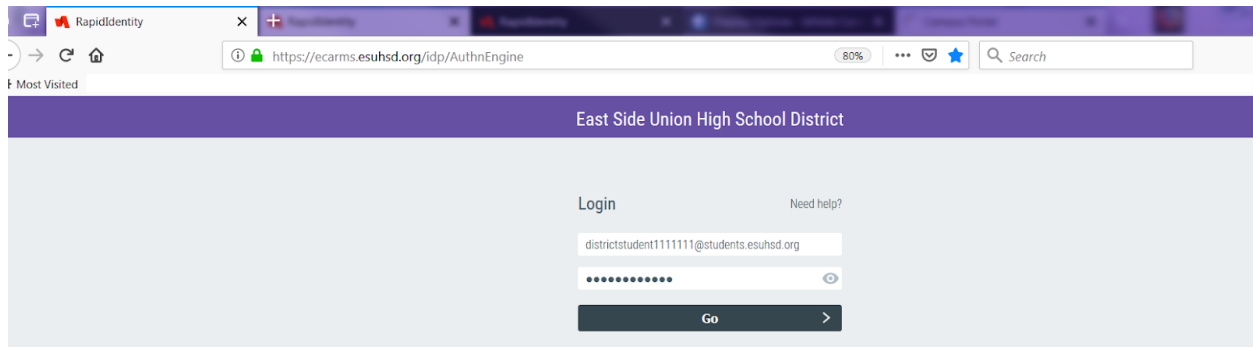 RapidIdentity
https://ecarms.esuhsd.org/idp/AuthnEngine
80%
Search
Most Visited
East Side Union High School District
Login
Need help?
districtstudent1111111@students.esuhsd.org
Go